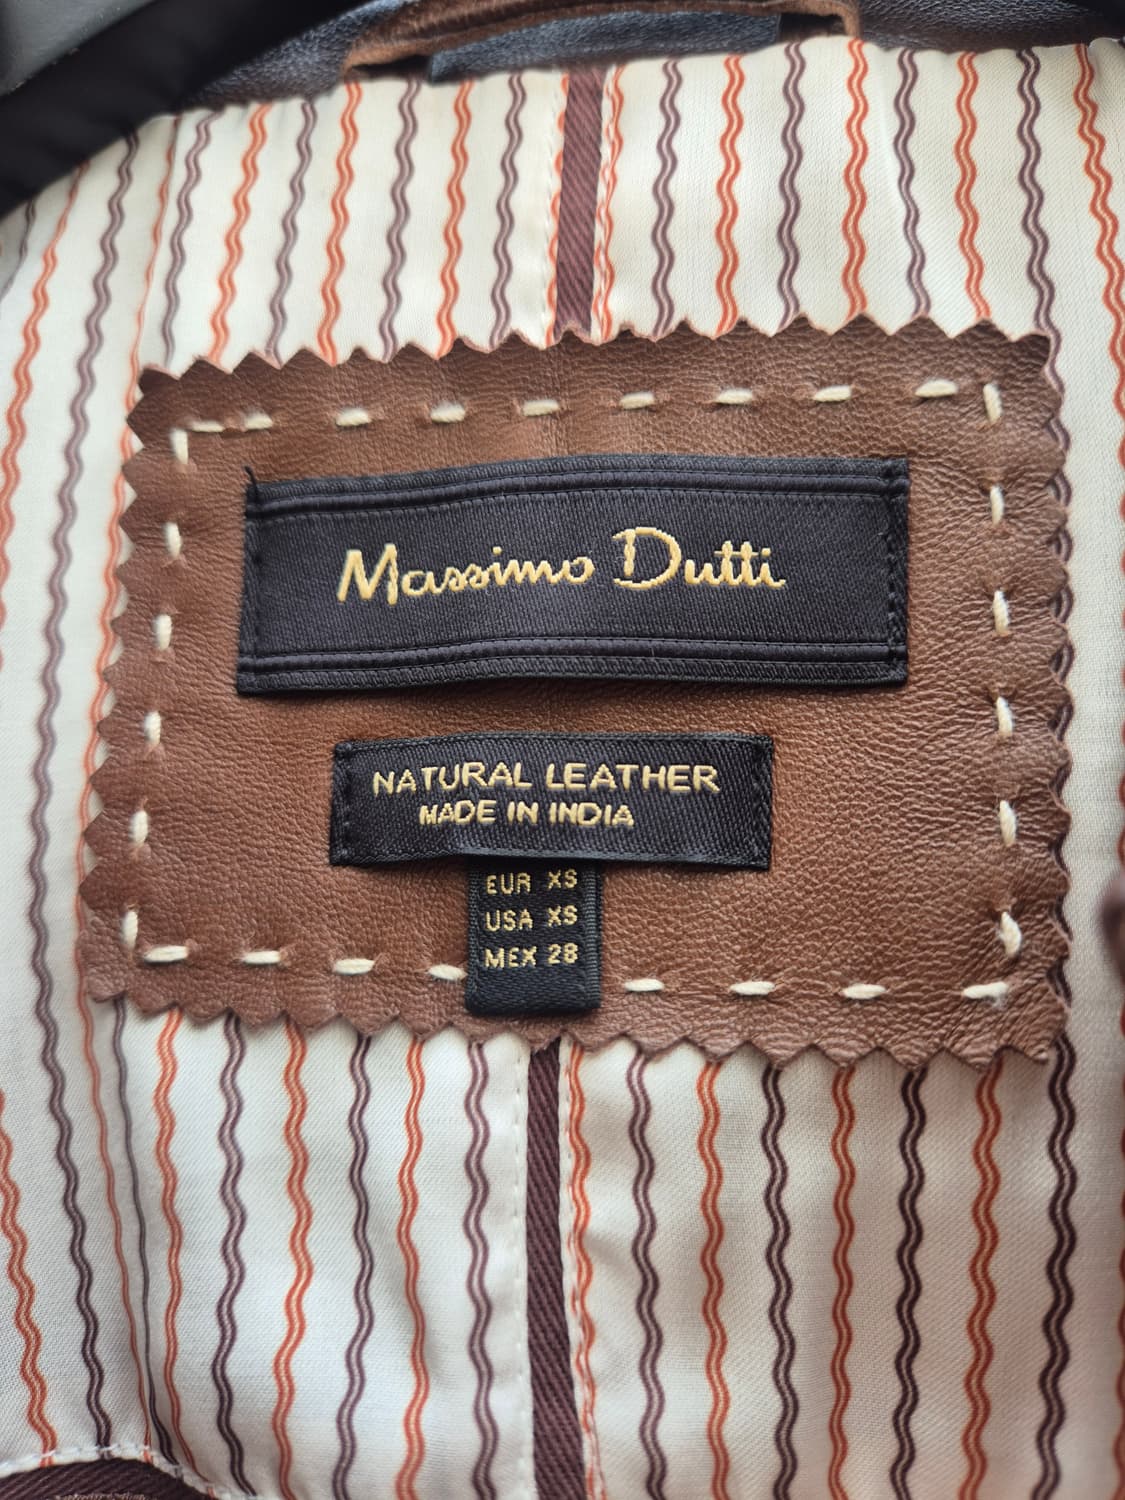 Massimo Dutti
NATURAL LEATHER
MADE IN INDIA
EUR XS
USA XS
MEX 28